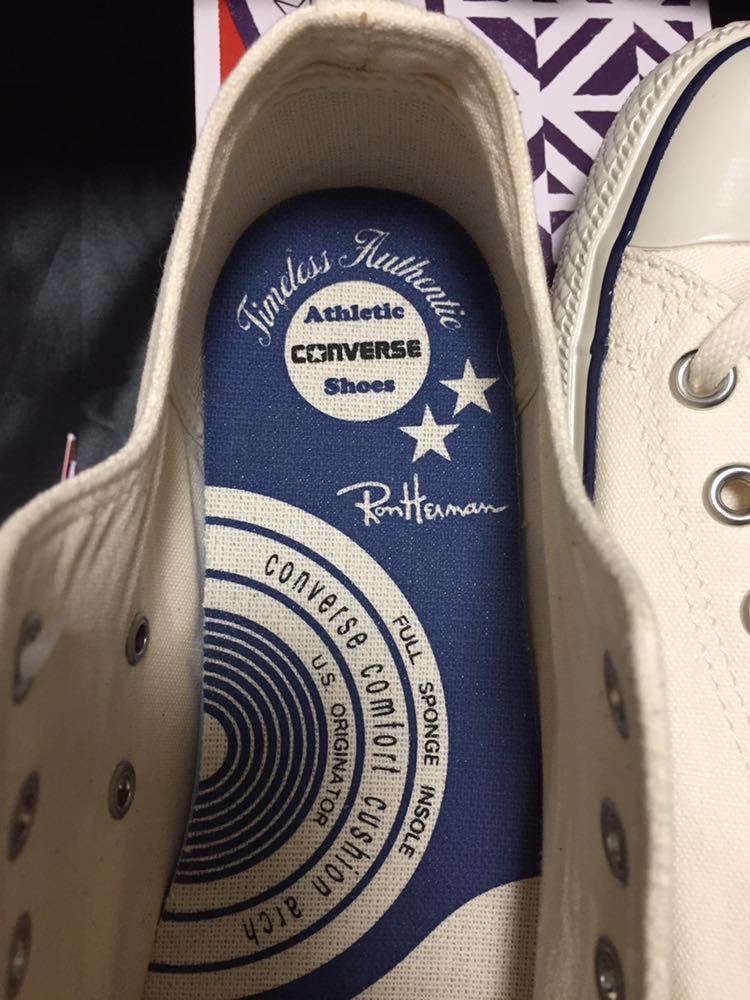 Timeless Authentic
Athletic
CONVERSE
Shoes
Ron Herman
FULL SPONGE INSOLE
converse comfort cushion arch
U.S. ORIGINATOR